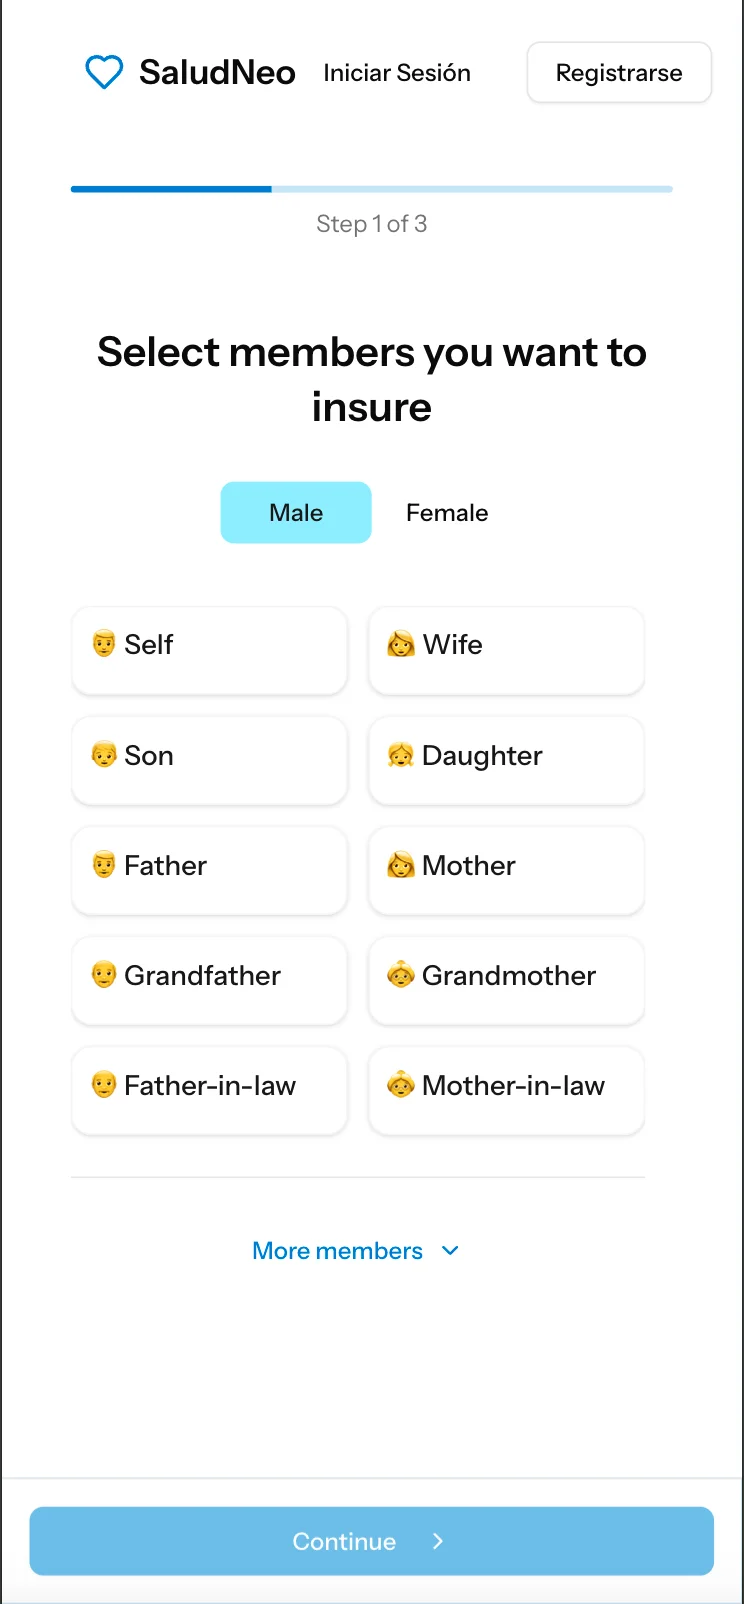 SaludNeo Iniciar Sesión Registrarse
Step 1 of 3
Select members you want to
insure
Male Female
Self Wife
Son Daughter
Father Mother
Grandfather Grandmother
Father-in-law Mother-in-law
More members
Continue